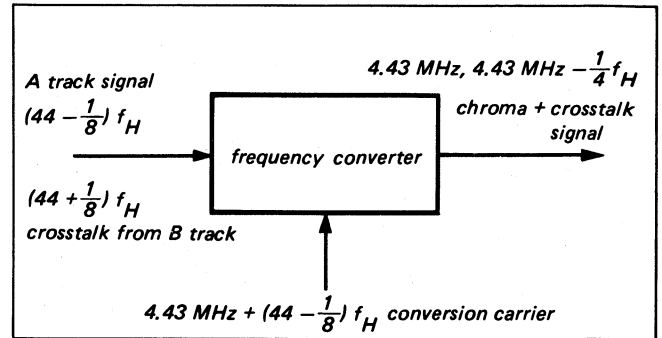 A track signal
(44 − 1/8) f_H
(44 + 1/8) f_H
crosstalk from B track
frequency converter
4.43 MHz, 4.43 MHz − 1/4 f_H
chroma + crosstalk
signal
4.43 MHz + (44 − 1/8) f_H conversion carrier